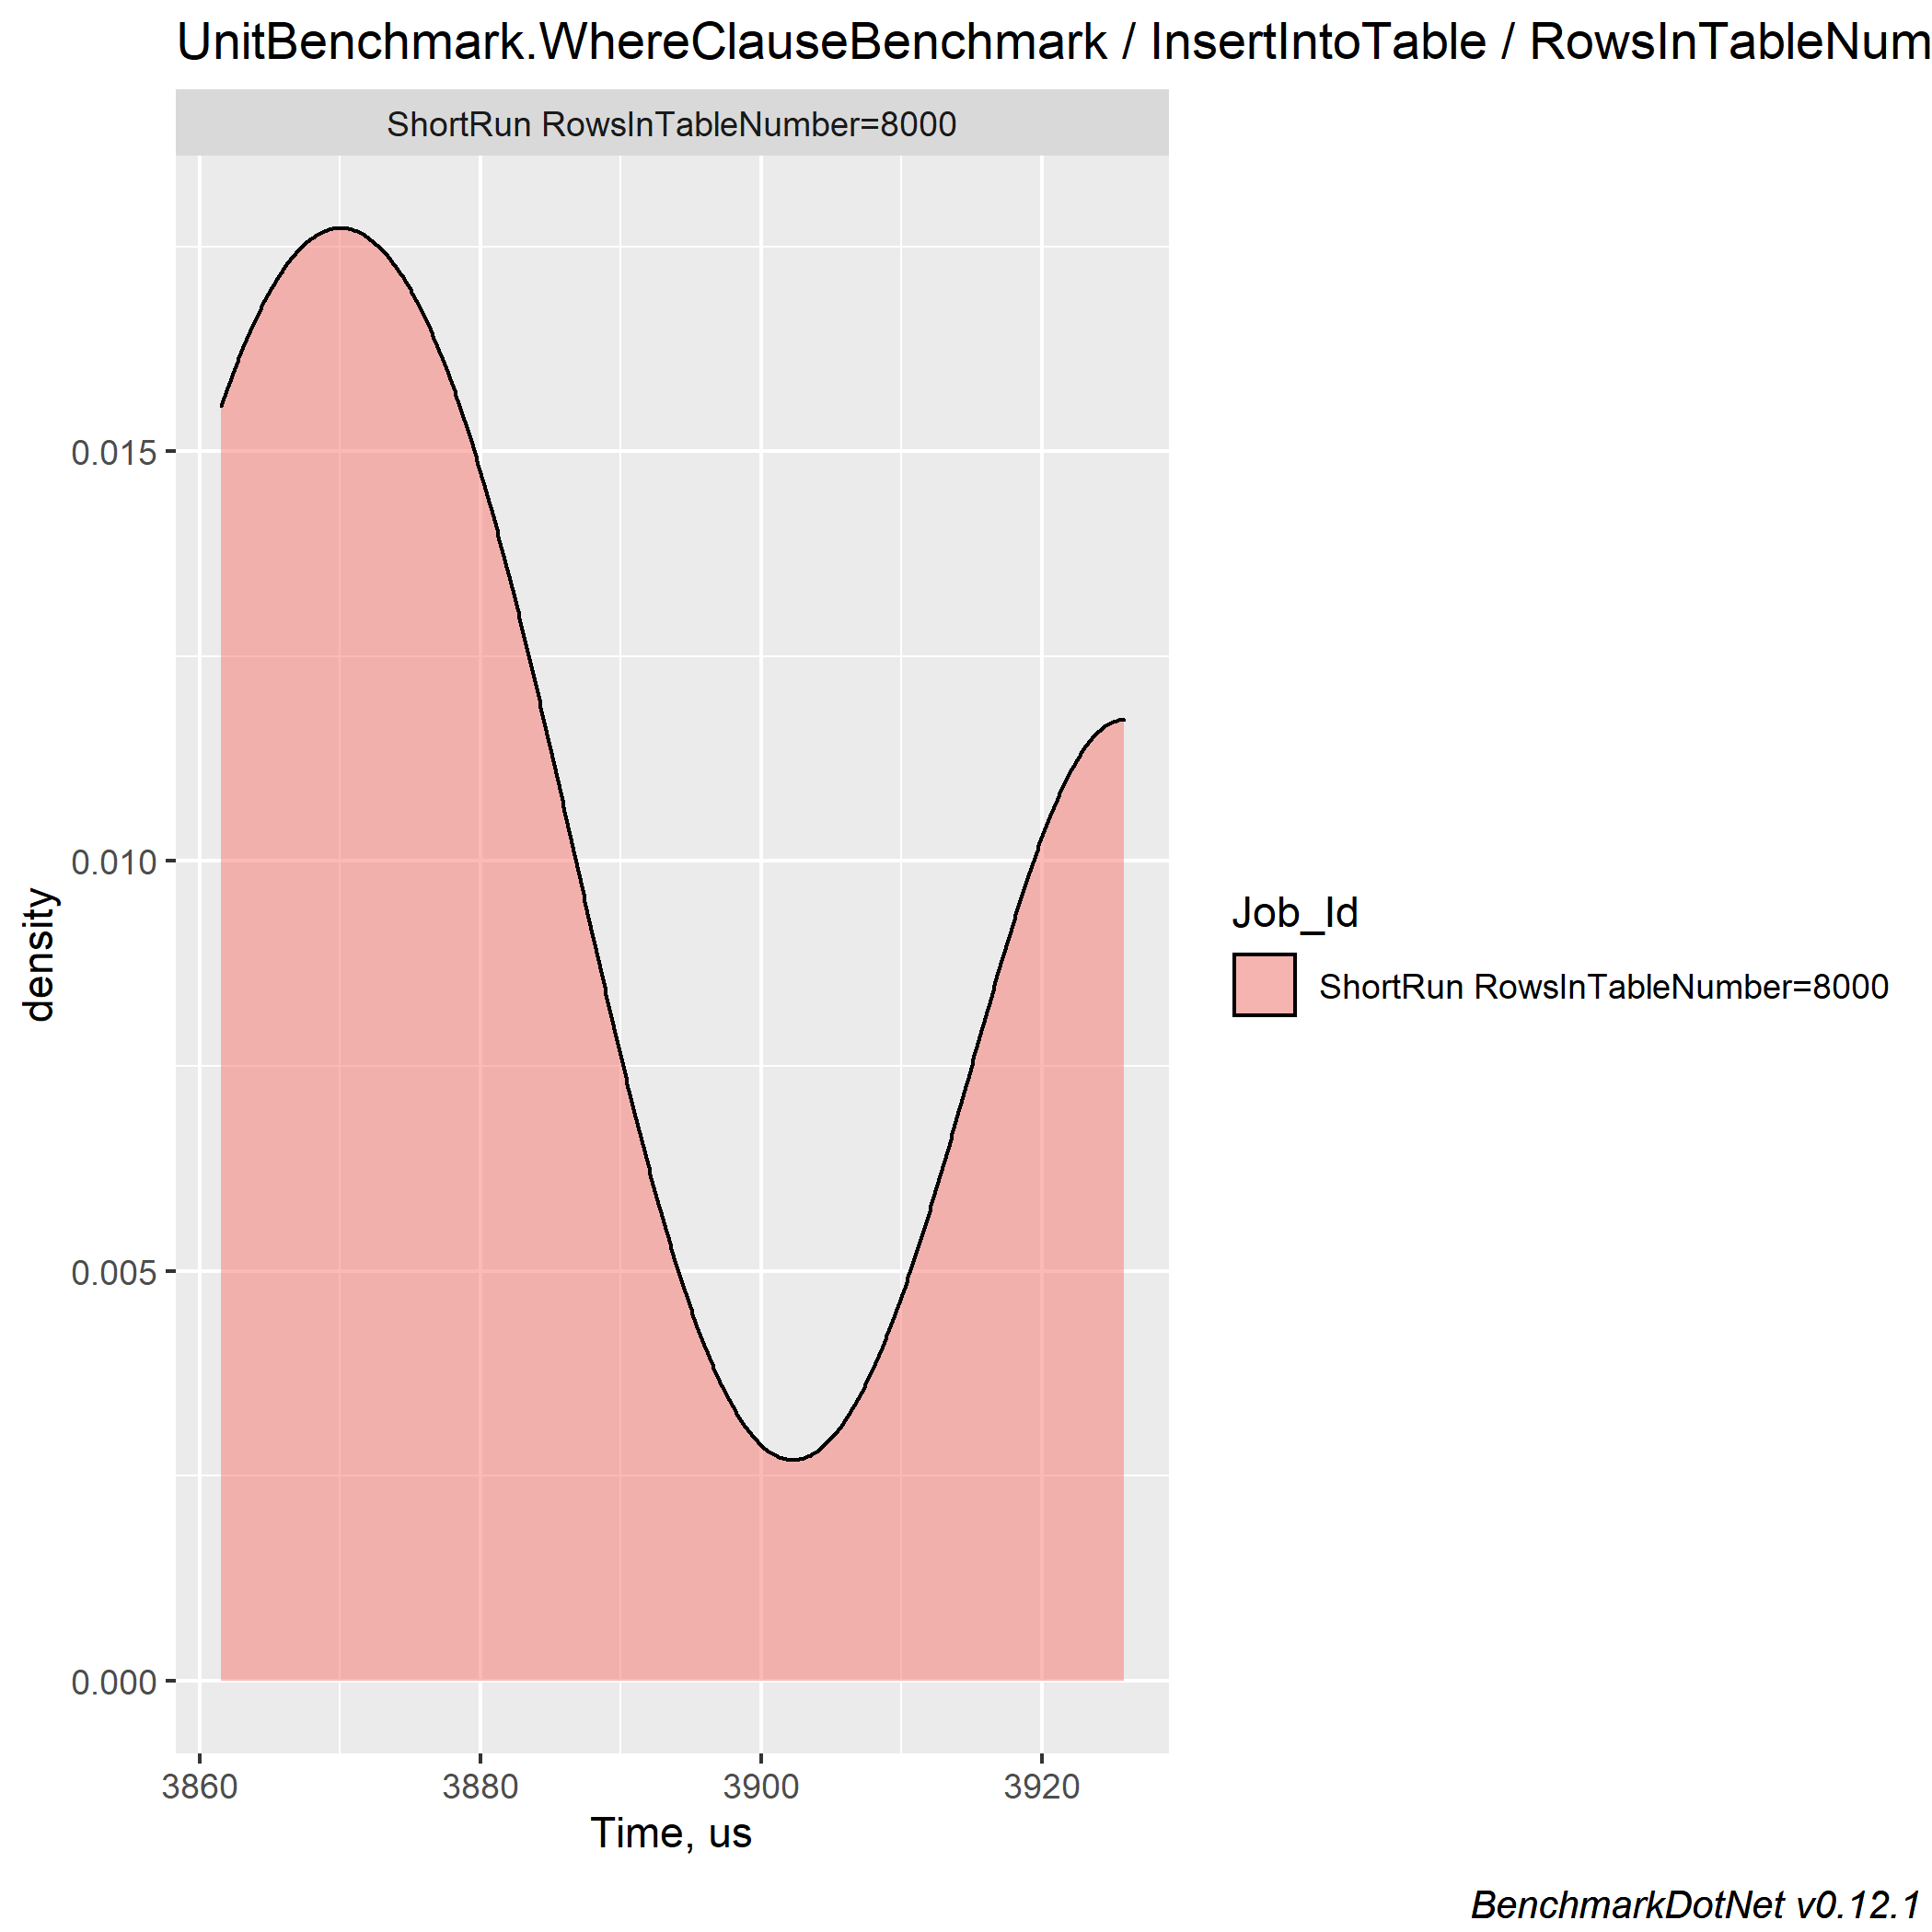 UnitBenchmark.WhereClauseBenchmark / InsertIntoTable / RowsInTableNum
ShortRun RowsInTableNumber=8000
0.015
0.010
0.005
0.000
density
3860 3880 3900 3920
Time, us
Job_Id
ShortRun RowsInTableNumber=8000
BenchmarkDotNet v0.12.1